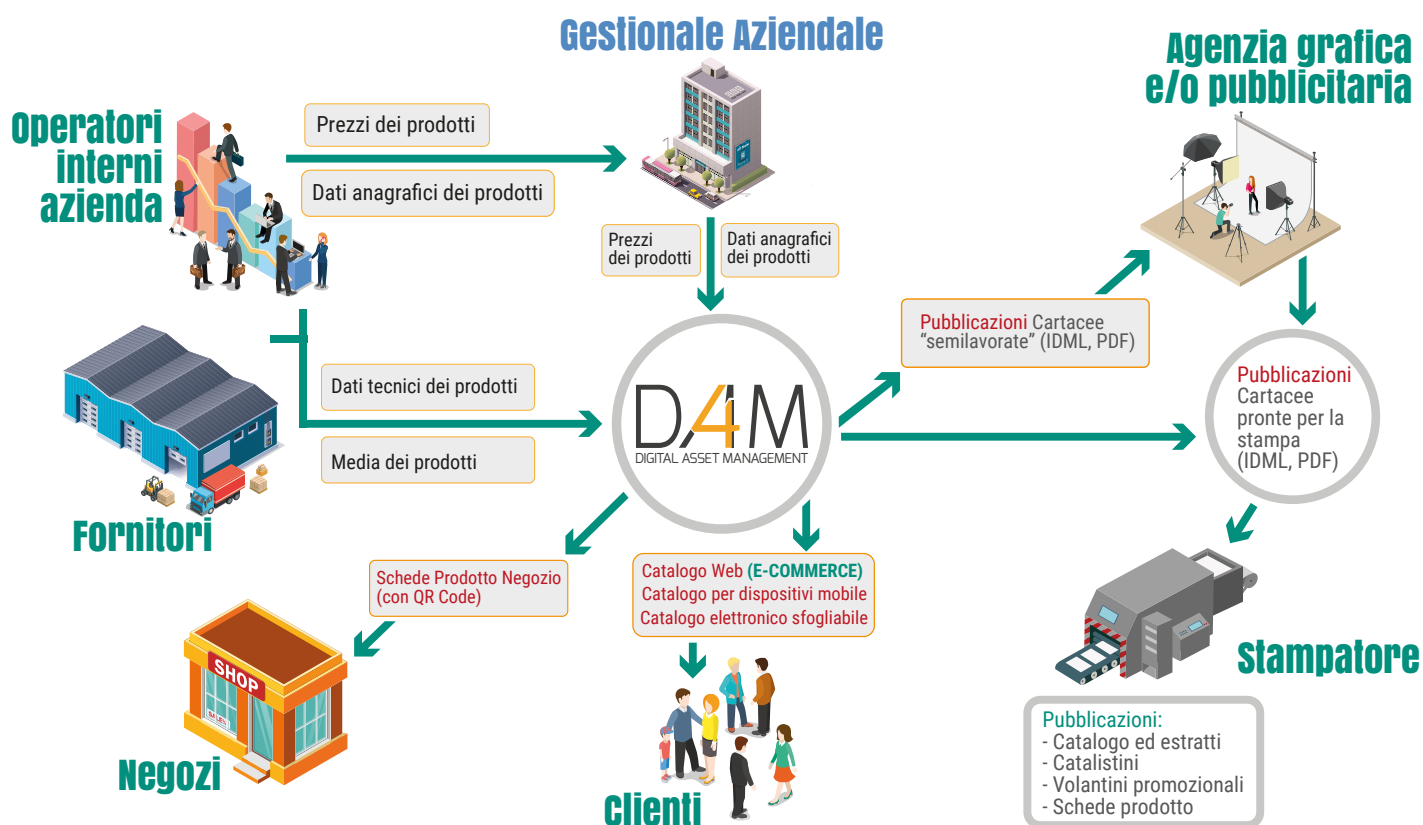 Gestionale Aziendale
Agenzia grafica
e/o pubblicitaria
Operatori
interni
azienda
Prezzi dei prodotti
Dati anagrafici dei prodotti
Prezzi
dei prodotti
Dati anagrafici
dei prodotti
Pubblicazioni Cartacee
“semilavorate” (IDML, PDF)
Dati tecnici dei prodotti
Media dei prodotti
Fornitori
DA4M
DIGITAL ASSET MANAGEMENT
Pubblicazioni
Cartacee
pronte per la
stampa
(IDML, PDF)
Schede Prodotto Negozio
(con QR Code)
Catalogo Web (E-COMMERCE)
Catalogo per dispositivi mobile
Catalogo elettronico sfogliabile
SHOP
SALES
Negozi
Clienti
Stampatore
Pubblicazioni:
- Catalogo ed estratti
- Catalistini
- Volantini promozionali
- Schede prodotto